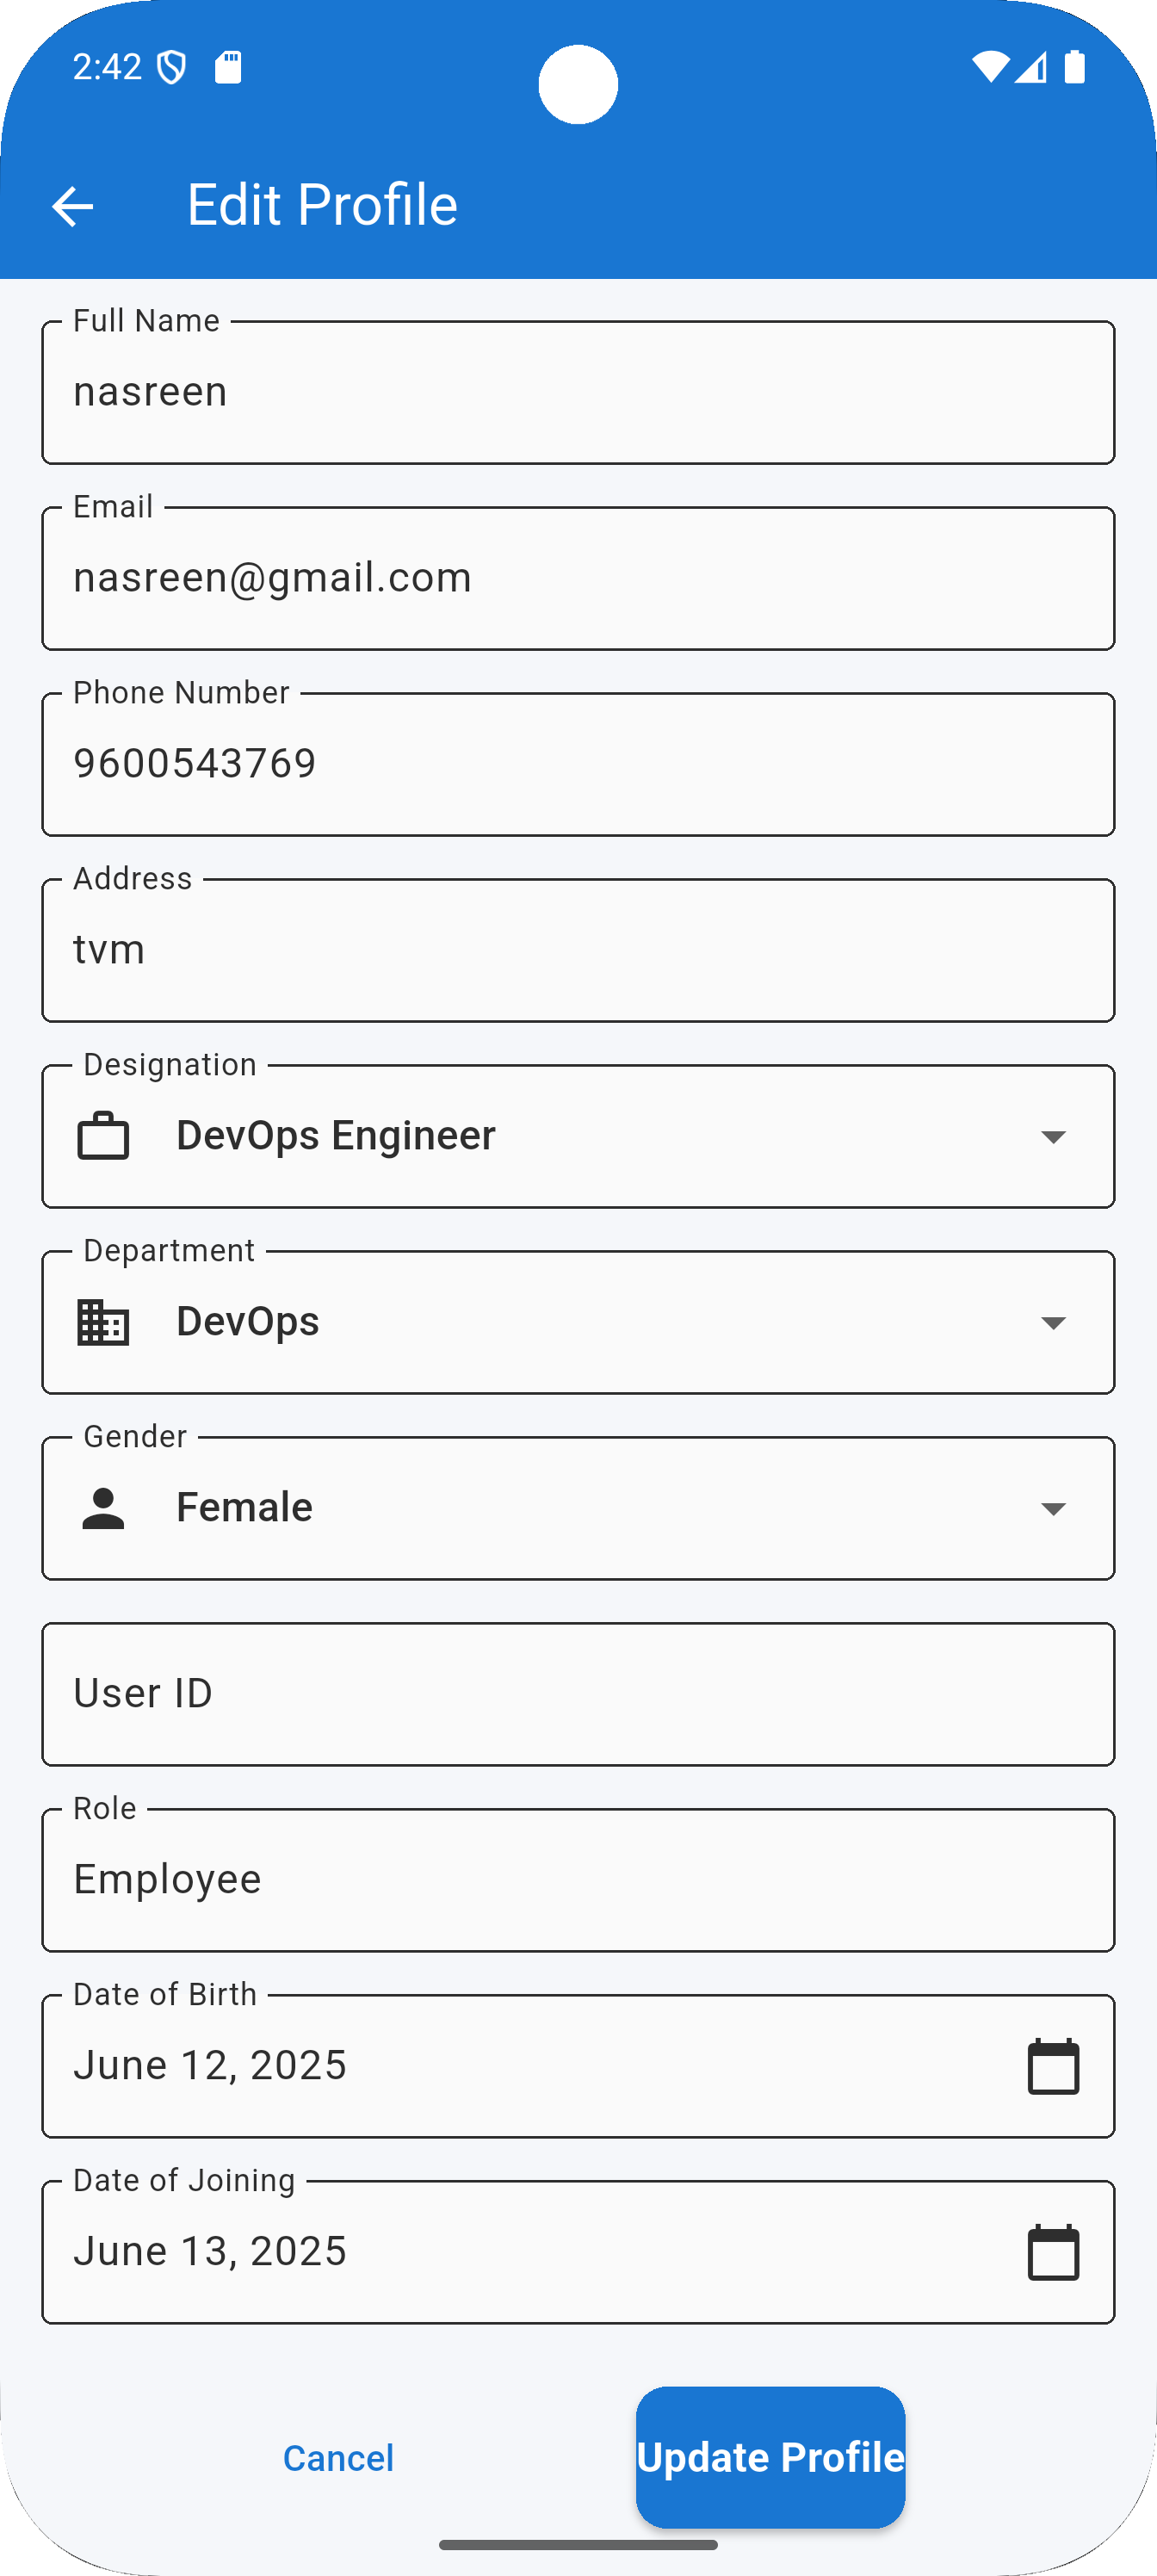 2:42
Edit Profile
Full Name
nasreen
Email
nasreen@gmail.com
Phone Number
9600543769
Address
tvm
Designation
DevOps Engineer
Department
DevOps
Gender
Female
User ID
Role
Employee
Date of Birth
June 12, 2025
Date of Joining
June 13, 2025
Cancel
Update Profile